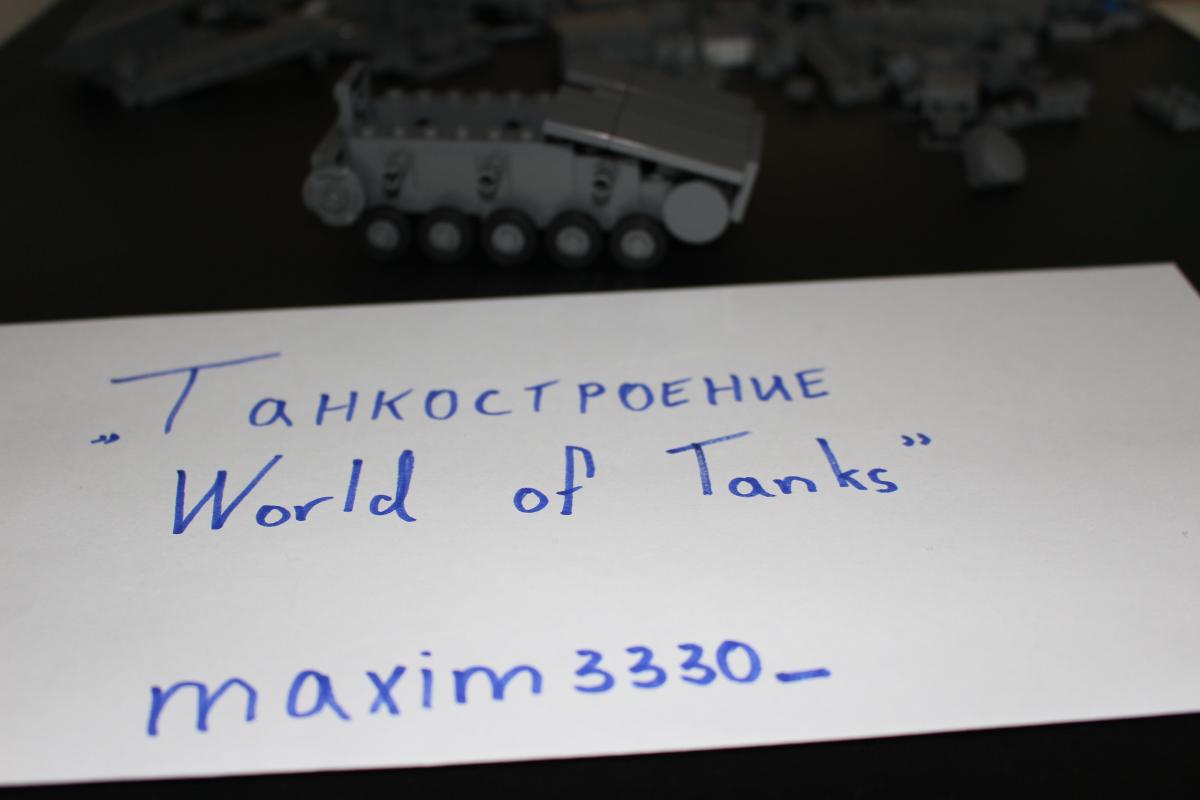 Танкостроение
„World of Tanks”
maxim3330_